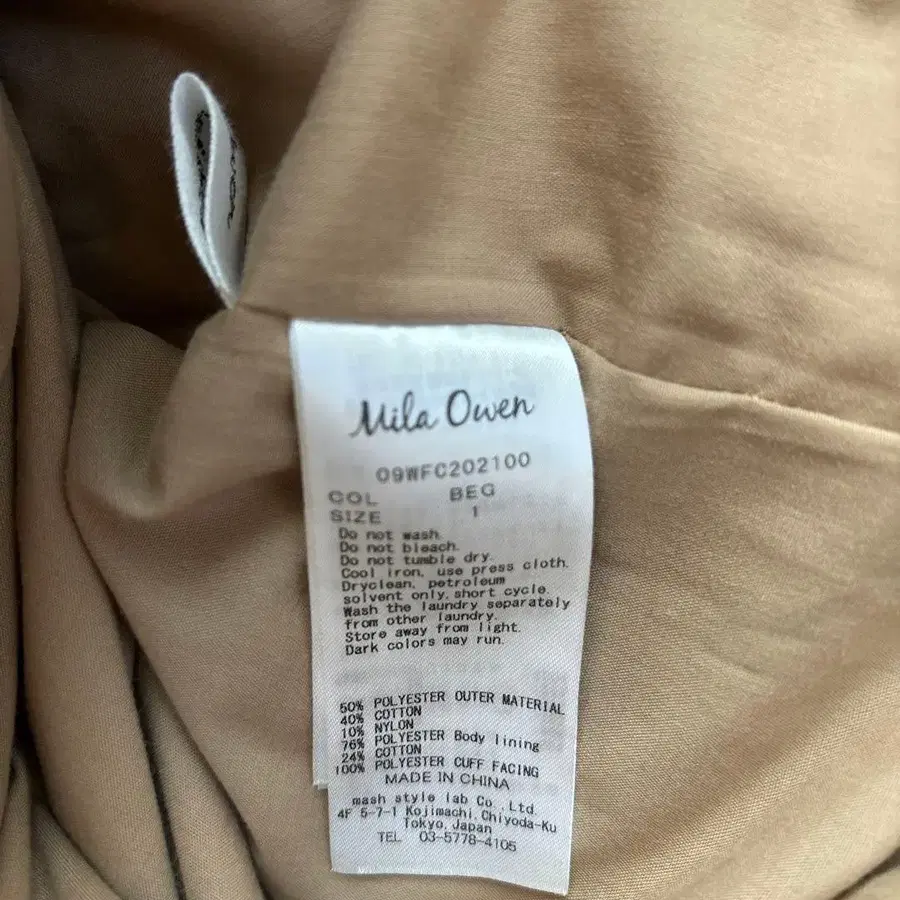 Mila Owen
09WFC202100
COL BEG
SIZE 1
Do not wash.
Do not bleach.
Do not tumble dry.
Cool iron, use press cloth.
Dryclean, petroleum
solvent only, short cycle.
Wash the laundry separately
from other laundry.
Store away from light.
Dark colors may run.
50% POLYESTER OUTER MATERIAL
40% COTTON
10% NYLON
76% POLYESTER Body lining
24% COTTON
100% POLYESTER CUFF FACING
MADE IN CHINA
mash style lab Co.,Ltd.
4F 5-7-1 Kojimachi,Chiyoda-Ku
Tokyo,Japan
TEL 03-5778-4105